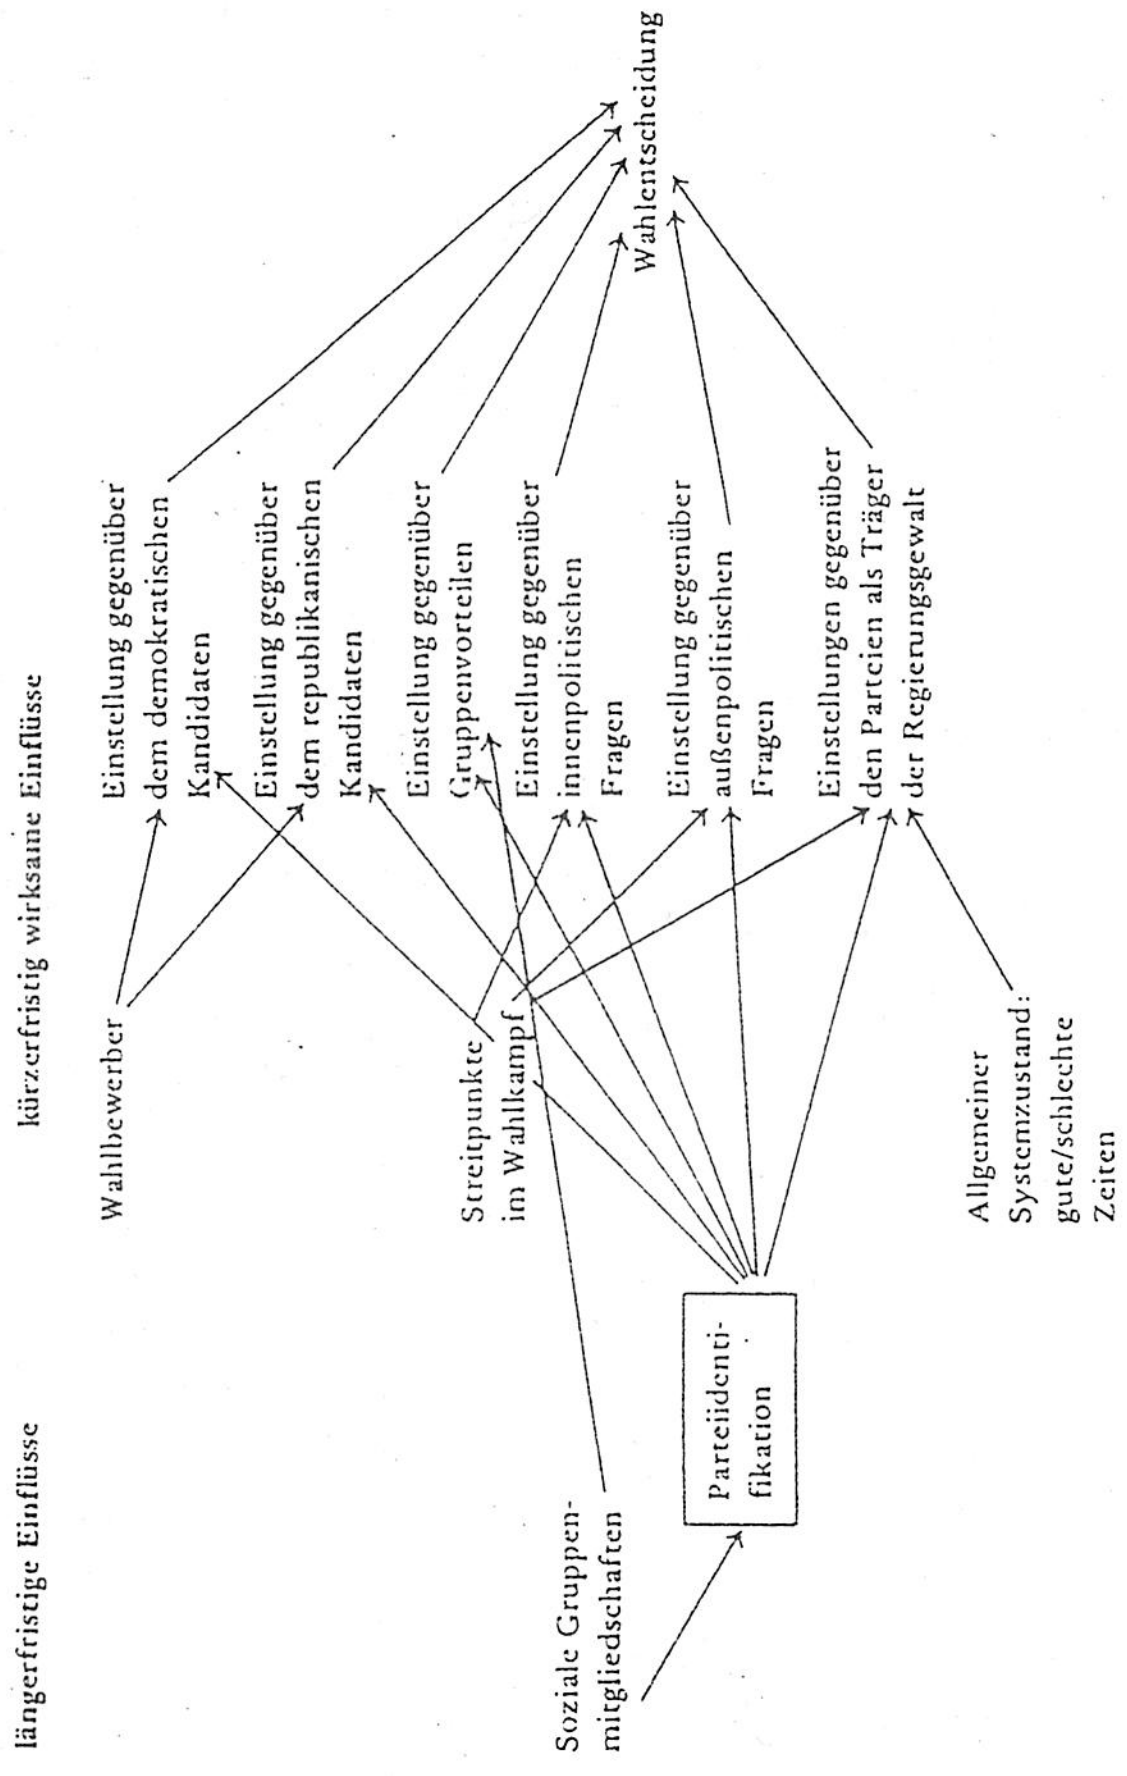 längerfristige Einflüsse
kürzerfristig wirksame Einflüsse
Soziale Gruppen-
mitgliedschaften
Parteiidenti-
fikation
Wahlbewerber
Streitpunkte
im Wahlkampf
Allgemeiner
Systemzustand:
gute/schlechte
Zeiten
Einstellung gegenüber
dem demokratischen
Kandidaten
Einstellung gegenüber
dem republikanischen
Kandidaten
Einstellung gegenüber
Gruppenvorteilen
Einstellung gegenüber
innenpolitischen
Fragen
Einstellung gegenüber
außenpolitischen
Fragen
Einstellungen gegenüber
den Parteien als Träger
der Regierungsgewalt
Wahlentscheidung